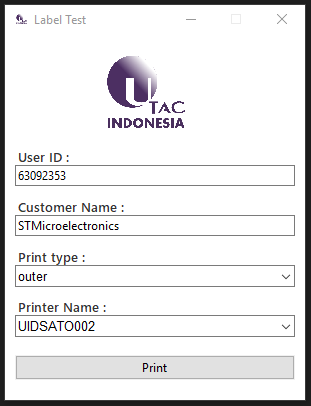 Label Test
UTAC
INDONESIA
User ID :
63092353
Customer Name :
STMicroelectronics
Print type :
outer
Printer Name :
UIDSATO002
Print